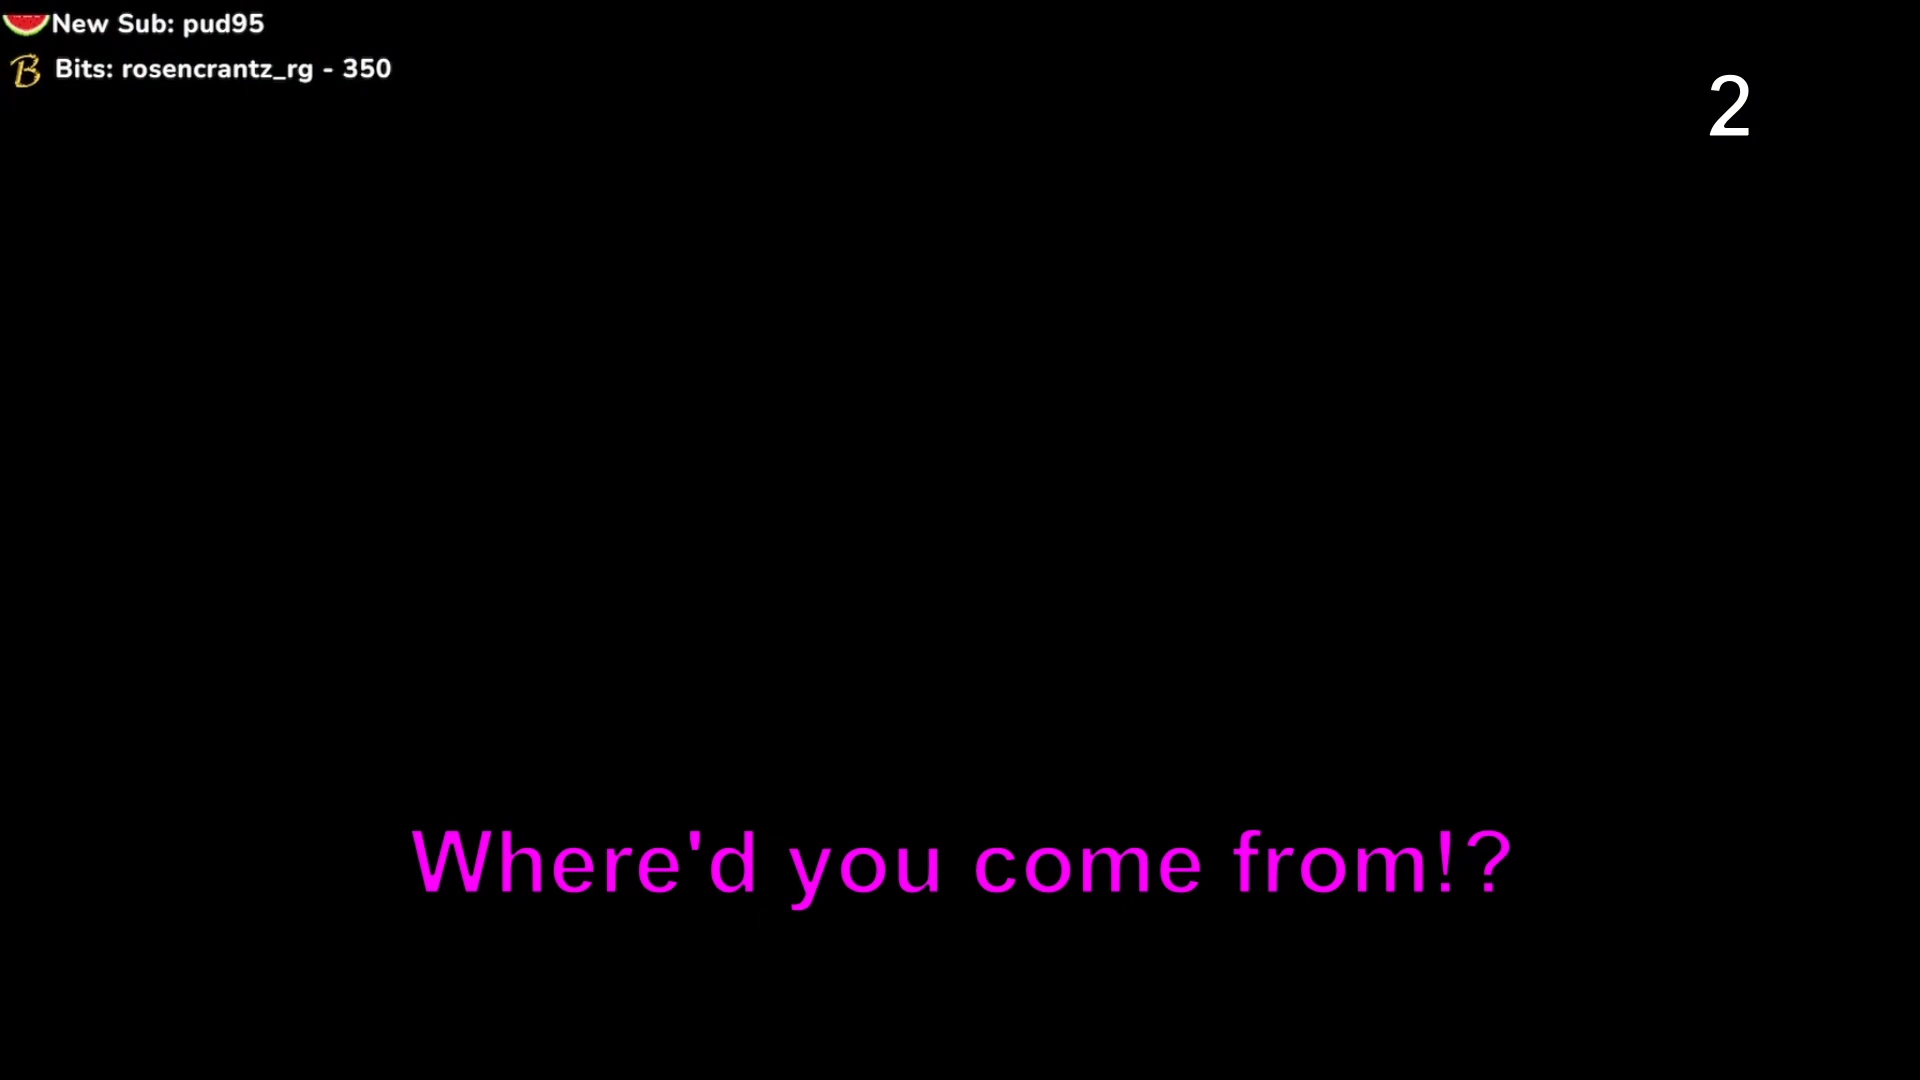 New Sub: pud95
Bits: rosencrantz_rg - 350
2
Where'd you come from!?